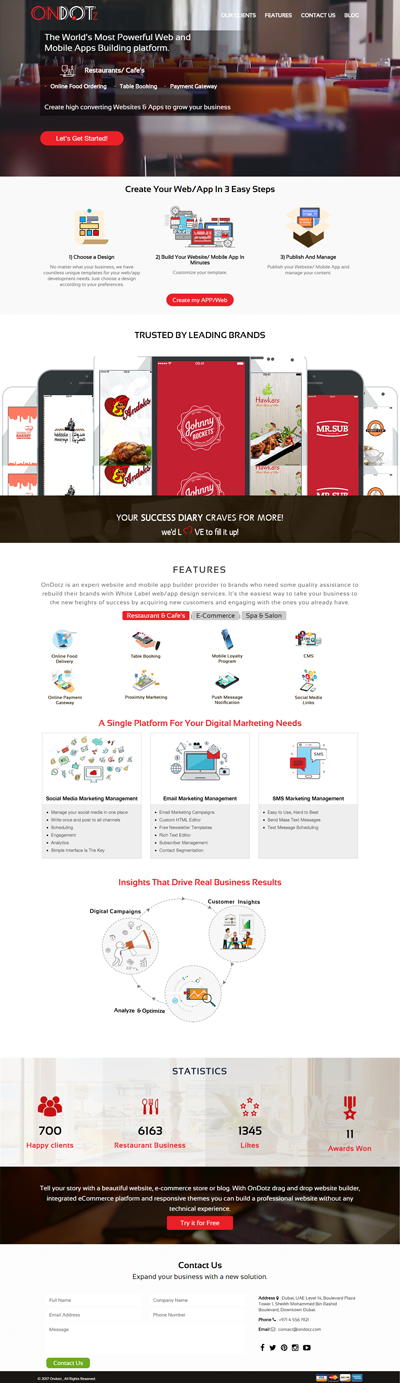 ONDOTz
OUR CLIENTS FEATURES CONTACT US BLOG
The World's Most Powerful Web and
Mobile Apps Building platform.
Restaurants/ Cafe's
Online Food Ordering Table Booking Payment Gateway
Create high converting Websites & Apps to grow your business
Let's Get Started!
Create Your Web/App In 3 Easy Steps
1) Choose a Design
No matter what your business, we have
countless unique templates for your web/app
development needs. Just choose a design
according to your preferences.
2) Build Your Website/ Mobile App In
Minutes
Customize your template.
3) Publish And Manage
Publish your Website/ Mobile App and
manage your content.
Create my APP/Web
TRUSTED BY LEADING BRANDS
Andoks
Johnny
ROCKETS
Hawkers
MR.SUB
Andoks
Johnny
ROCKETS
Hawkers
MR.SUB
YOUR SUCCESS DIARY CRAVES FOR MORE!
we'd L VE to fill it up!
FEATURES
OnDotz is an expert website and mobile app builder provider to brands who need some quality assistance to
rebuild their brands with White Label web/app design services. It's the easiest way to take your business to
the new heights of success by acquiring new customers and engaging with the ones you already have.
Restaurant & Cafe's E-Commerce Spa & Salon
Online Food
Delivery
Table Booking
Mobile Loyalty
Program
CMS
Online Payment
Gateway
Proximity Marketing
Push Message
Notification
Social Media
Links
A Single Platform For Your Digital Marketing Needs
Social Media Marketing Management
Manage your social media in one place
Write once and post to all channels
Scheduling
Engagement
Analytics
Simple Interface Is The Key
Email Marketing Management
Email Marketing Campaigns
Custom HTML Editor
Free Newsletter Templates
Rich Text Editor
Subscriber Management
Contact Segmentation
SMS
SMS Marketing Management
Easy to Use, Hard to Beat
Send Mass Text Messages
Text Message Scheduling
Insights That Drive Real Business Results
Digital Campaigns
Customer Insights
Analyze & Optimize
STATISTICS
700
Happy clients
6163
Restaurant Business
1345
Likes
11
Awards Won
Tell your story with a beautiful website, e-commerce store or blog. With OnDotz drag and drop website builder,
integrated eCommerce platform and responsive themes you can build a professional website without any
technical experience.
Try it for Free
Contact Us
Expand your business with a new solution.
Full Name
Company Name
Email Address
Phone Number
Message
Contact Us
Address : Dubai, UAE Level 14, Boulevard Plaza
Tower 1, Sheikh Mohammed Bin Rashid
Boulevard, Downtown Dubai.
Phone : +971 4 556 1921
Email : contact@ondotz.com
© 2017 Ondotz , All Rights Reserved